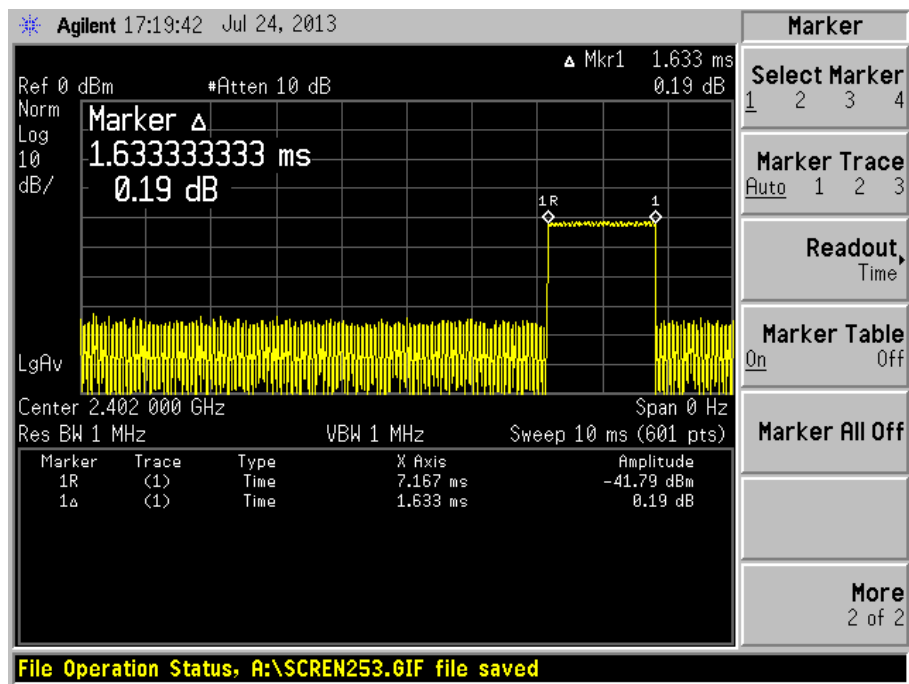 Agilent 17:19:42 Jul 24, 2013
Δ Mkr1 1.633 ms
Ref 0 dBm #Atten 10 dB 0.19 dB
Norm
Log
10
dB/
Marker Δ
1.633333333 ms
0.19 dB
1R 1
LgAv
Center 2.402 000 GHz Span 0 Hz
Res BW 1 MHz VBW 1 MHz Sweep 10 ms (601 pts)
Marker Trace Type X Axis Amplitude
1R (1) Time 7.167 ms -41.79 dBm
1Δ (1) Time 1.633 ms 0.19 dB
File Operation Status, A:\SCREN253.GIF file saved
Marker
Select Marker
1 2 3 4
Marker Trace
Auto 1 2 3
Readout
Time
Marker Table
On Off
Marker All Off
More
2 of 2